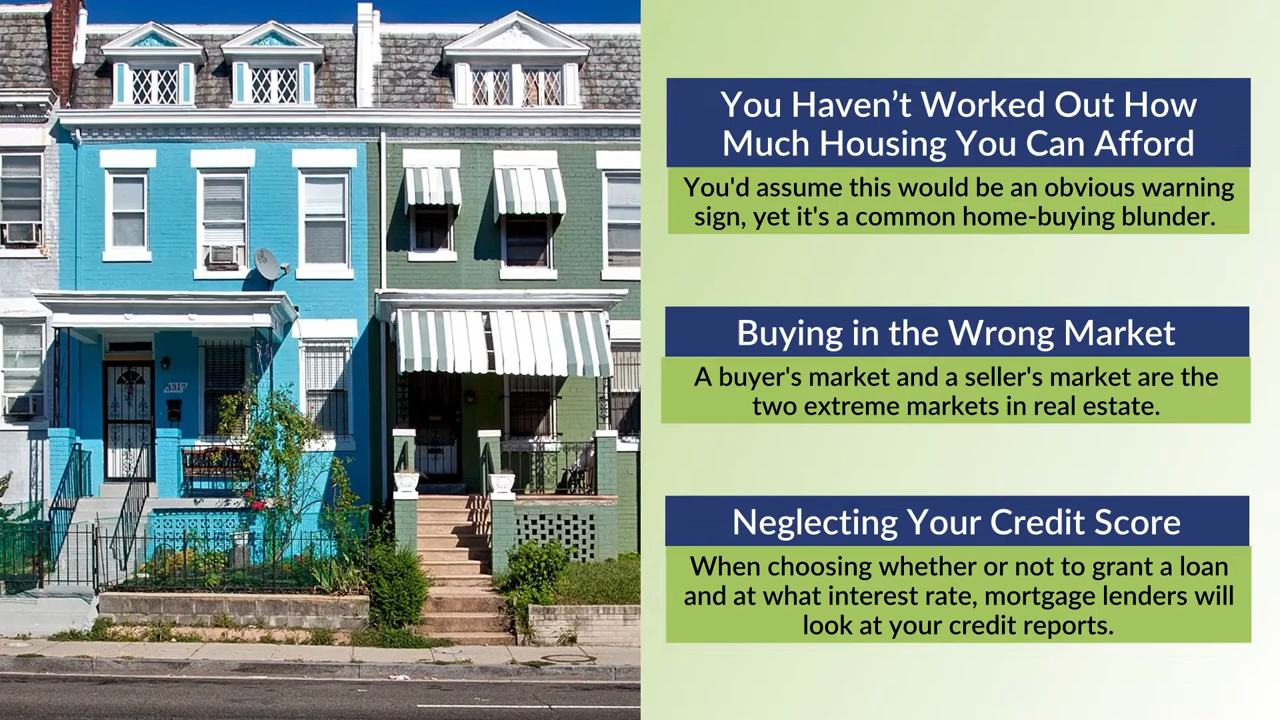 3317
You Haven’t Worked Out How
Much Housing You Can Afford
You'd assume this would be an obvious warning
sign, yet it's a common home-buying blunder.
Buying in the Wrong Market
A buyer's market and a seller's market are the
two extreme markets in real estate.
Neglecting Your Credit Score
When choosing whether or not to grant a loan
and at what interest rate, mortgage lenders will
look at your credit reports.